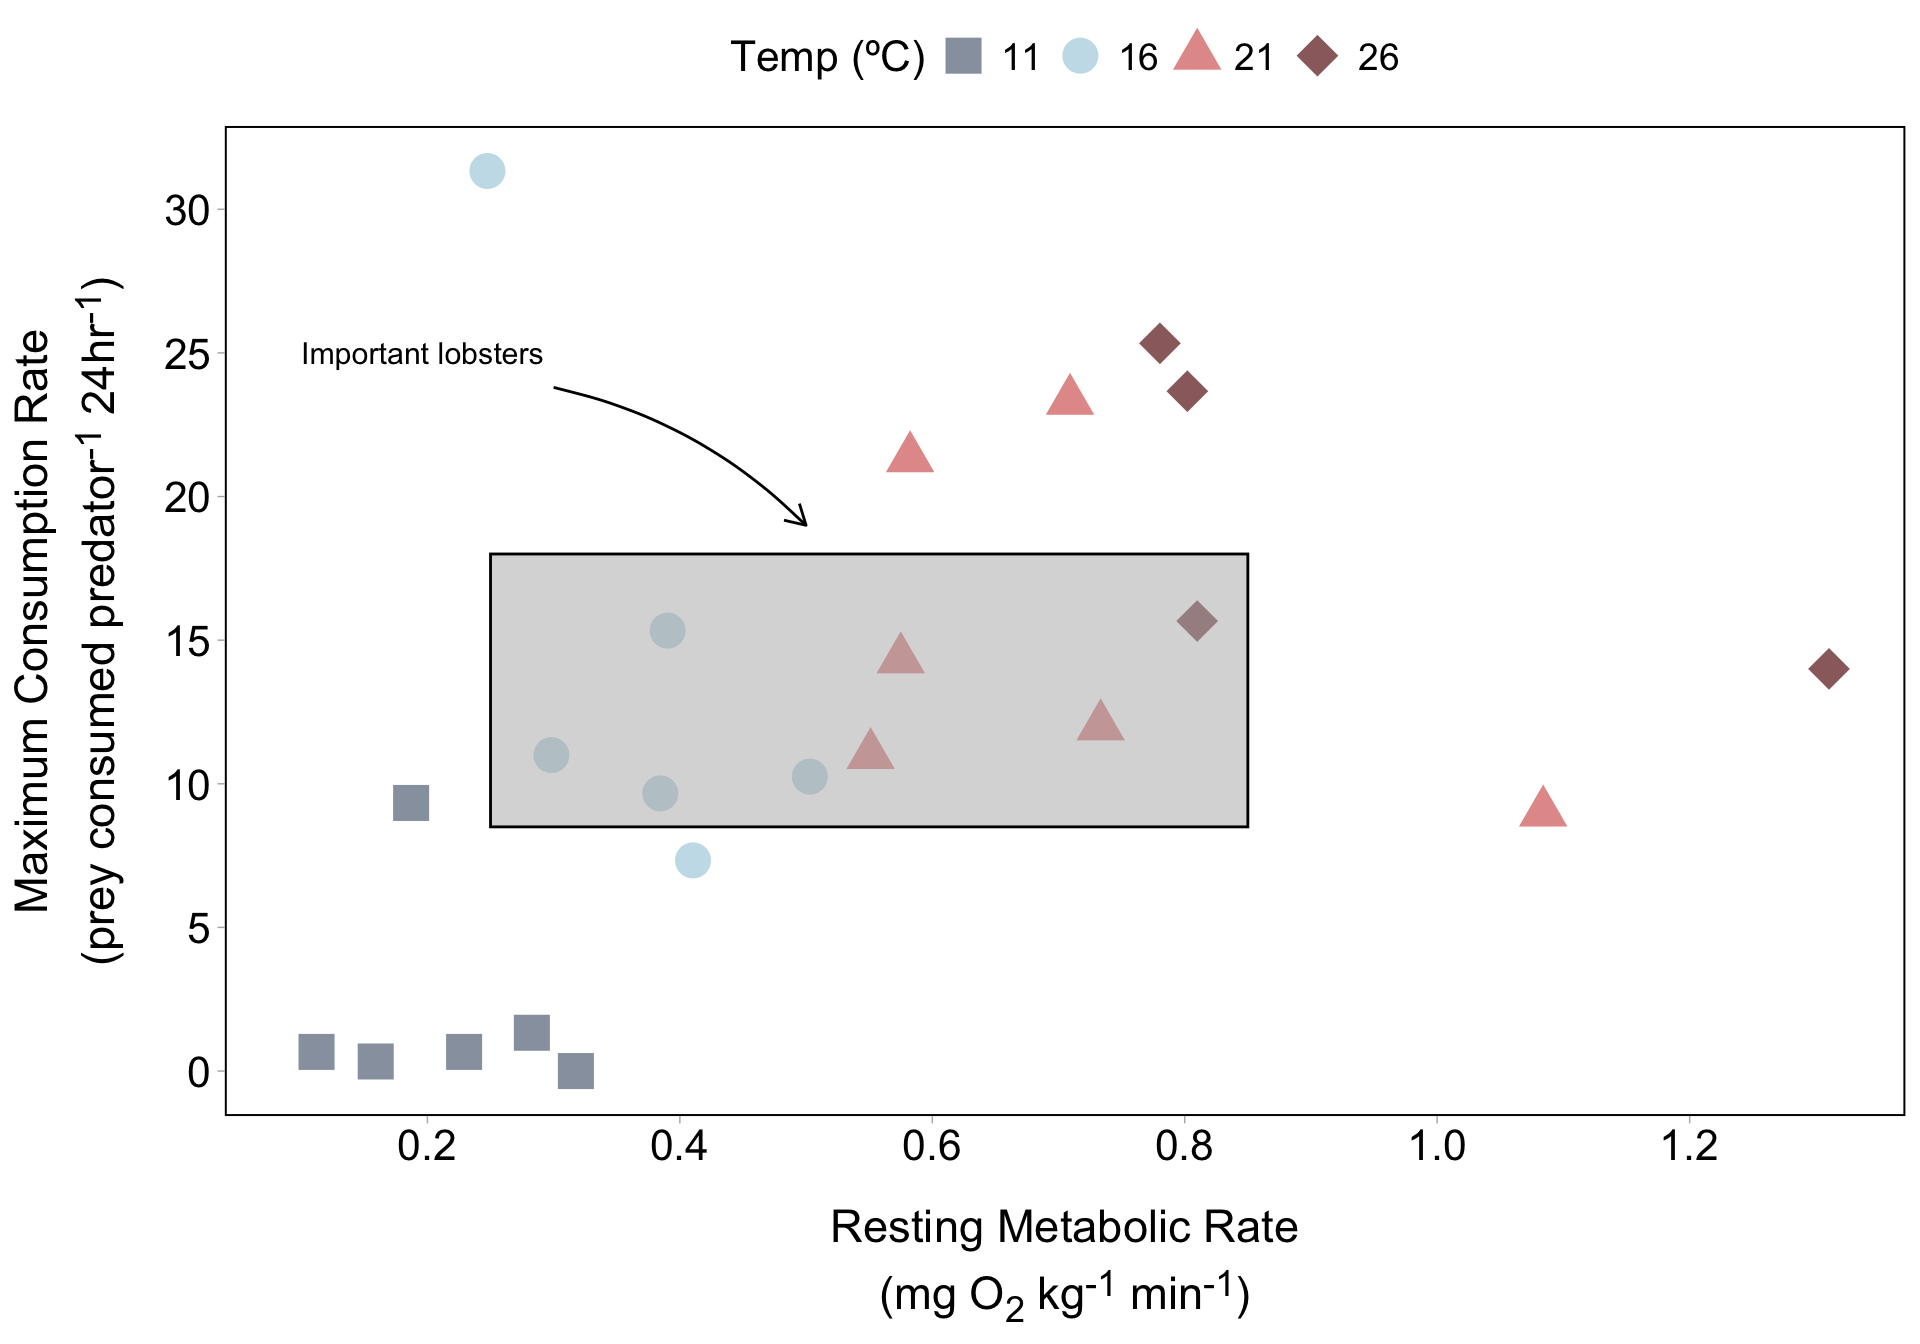 Temp (ºC) 11 16 21 26
Maximum Consumption Rate
(prey consumed predator⁻¹ 24hr⁻¹)
30
25
20
15
10
5
0
Important lobsters
0.2 0.4 0.6 0.8 1.0 1.2
Resting Metabolic Rate
(mg O₂ kg⁻¹ min⁻¹)